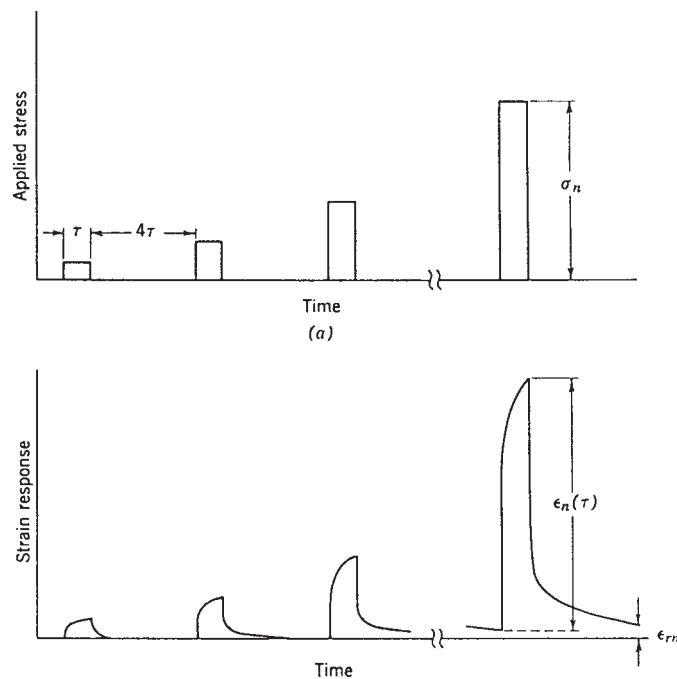 Applied stress
τ
4τ
σn
Time
(a)
Strain response
ϵn(τ)
ϵrn
Time